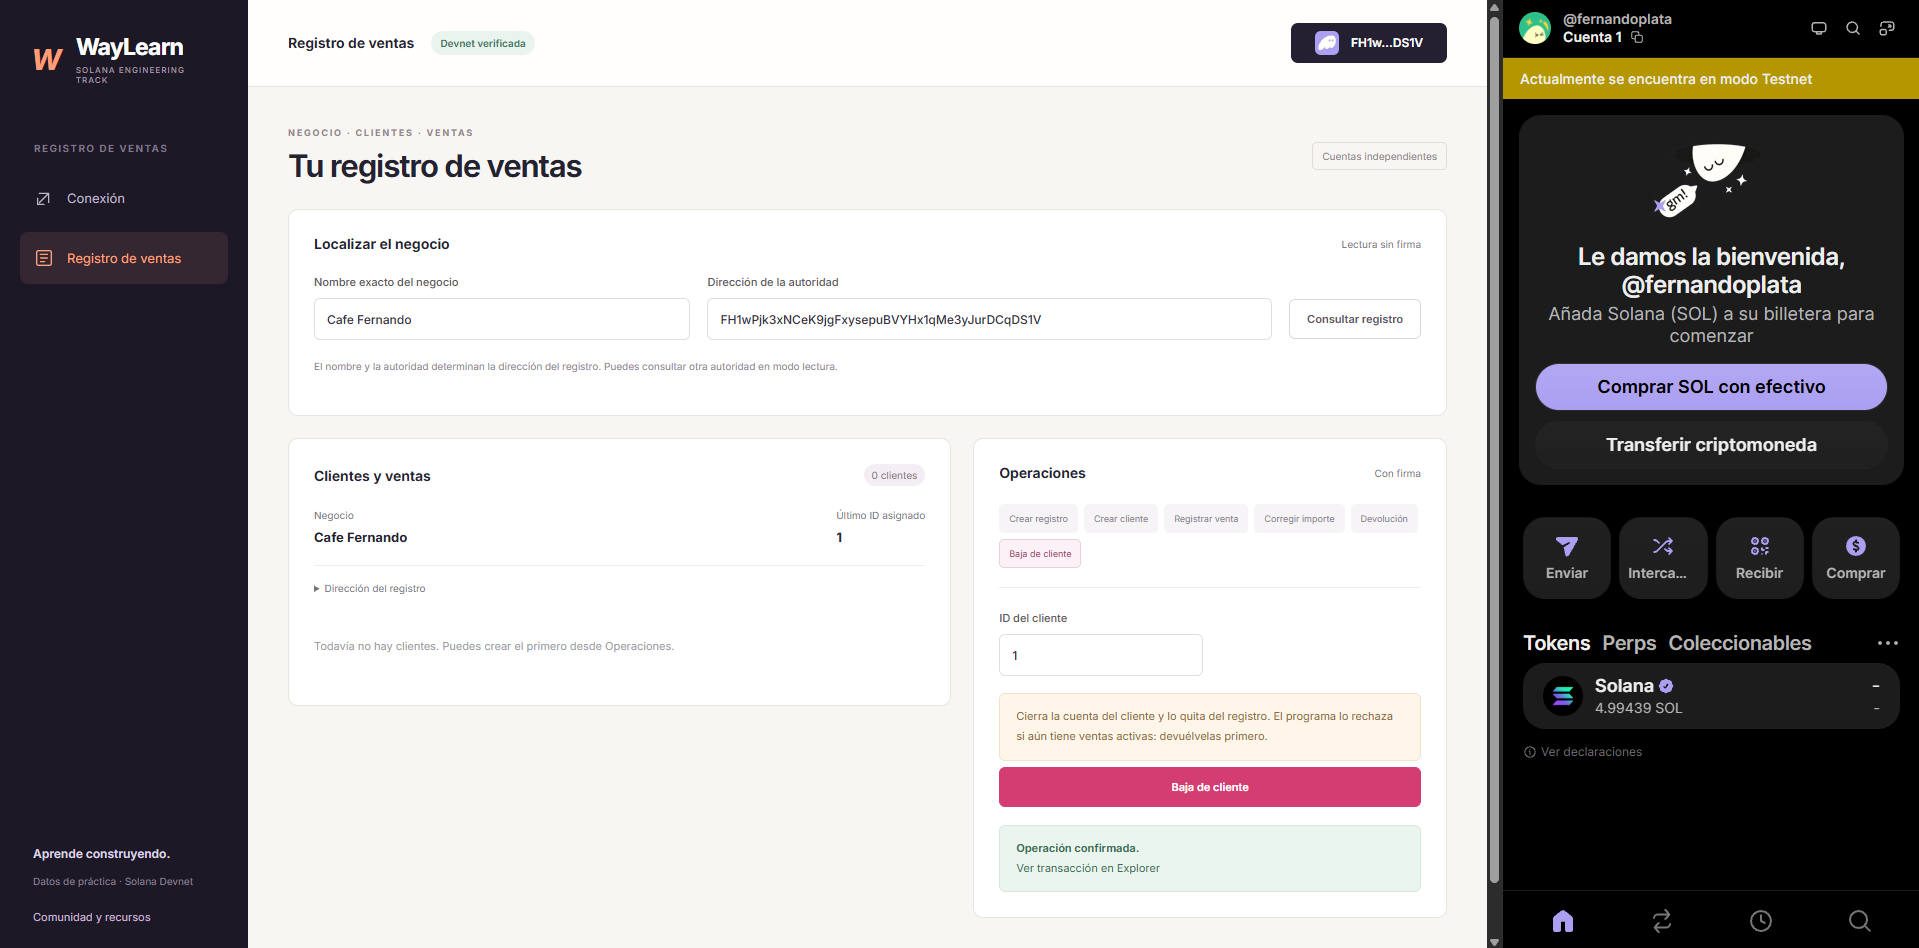 W
WayLearn
SOLANA ENGINEERING
TRACK
REGISTRO DE VENTAS
Conexión
Registro de ventas
Aprende construyendo.
Datos de práctica · Solana Devnet
Comunidad y recursos
Registro de ventas
Devnet verificada
FH1w...DS1V
NEGOCIO · CLIENTES · VENTAS
Tu registro de ventas
Cuentas independientes
Localizar el negocio
Lectura sin firma
Nombre exacto del negocio
Dirección de la autoridad
Cafe Fernando
FH1wPjk3xNCeK9jgFxysepuBVYHx1qMe3yJurDCqDS1V
Consultar registro
El nombre y la autoridad determinan la dirección del registro. Puedes consultar otra autoridad en modo lectura.
Clientes y ventas
0 clientes
Negocio
Último ID asignado
Cafe Fernando
1
Dirección del registro
Todavía no hay clientes. Puedes crear el primero desde Operaciones.
Operaciones
Con firma
Crear registro
Crear cliente
Registrar venta
Corregir importe
Devolución
Baja de cliente
ID del cliente
1
Cierra la cuenta del cliente y lo quita del registro. El programa lo rechaza
si aún tiene ventas activas: devuélvelas primero.
Baja de cliente
Operación confirmada.
Ver transacción en Explorer
@fernandoplata
Cuenta 1
Actualmente se encuentra en modo Testnet
gm!
Le damos la bienvenida,
@fernandoplata
Añada Solana (SOL) a su billetera para
comenzar
Comprar SOL con efectivo
Transferir criptomoneda
Enviar
Interca...
Recibir
Comprar
Tokens
Perps
Coleccionables
Solana
-
4.99439 SOL
-
Ver declaraciones